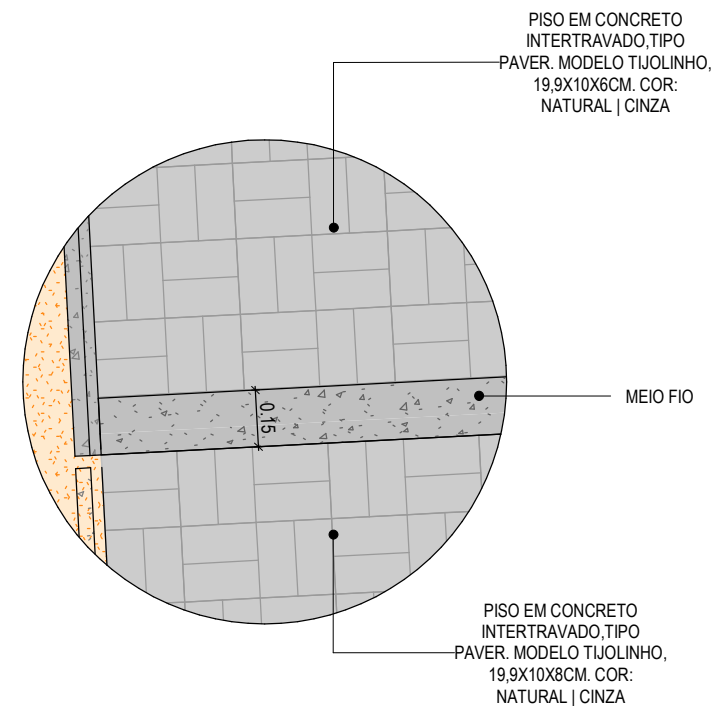 PISO EM CONCRETO
INTERTRAVADO,TIPO
PAVER. MODELO TIJOLINHO,
19,9X10X6CM. COR:
NATURAL | CINZA
0.15
MEIO FIO
PISO EM CONCRETO
INTERTRAVADO,TIPO
PAVER. MODELO TIJOLINHO,
19,9X10X8CM. COR:
NATURAL | CINZA